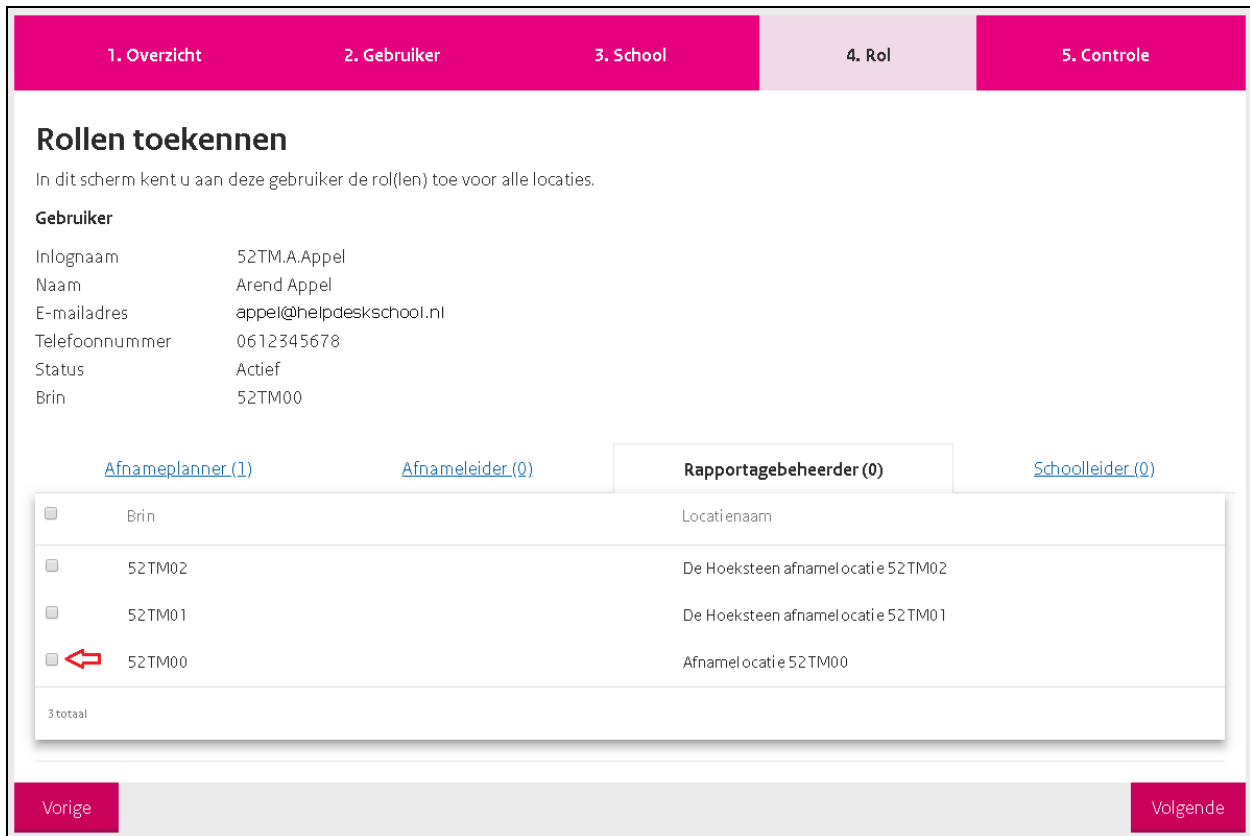 1. Overzicht 2. Gebruiker 3. School 4. Rol 5. Controle
Rollen toekennen
In dit scherm kent u aan deze gebruiker de rol(len) toe voor alle locaties.
Gebruiker
Inlognaam 52TM.A.Appel
Naam Arend Appel
E-mailadres appel@helpdeskschool.nl
Telefoonnummer 0612345678
Status Actief
Brin 52TM00
Afnameplanner (1) Afnameleider (0) Rapportagebeheerder (0) Schoolleider (0)
Brin Locatienaam
52TM02 De Hoeksteen afnamelocatie 52TM02
52TM01 De Hoeksteen afnamelocatie 52TM01
52TM00 Afnamelocatie 52TM00
3 totaal
Vorige Volgende